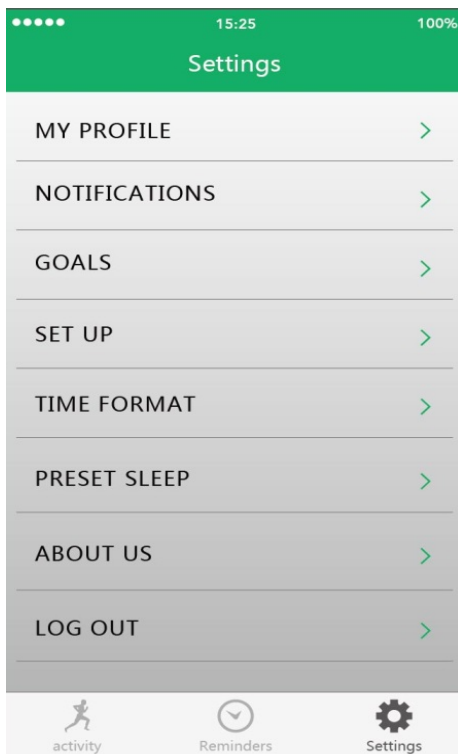 15:25 100%
Settings
MY PROFILE
NOTIFICATIONS
GOALS
SET UP
TIME FORMAT
PRESET SLEEP
ABOUT US
LOG OUT
activity Reminders Settings